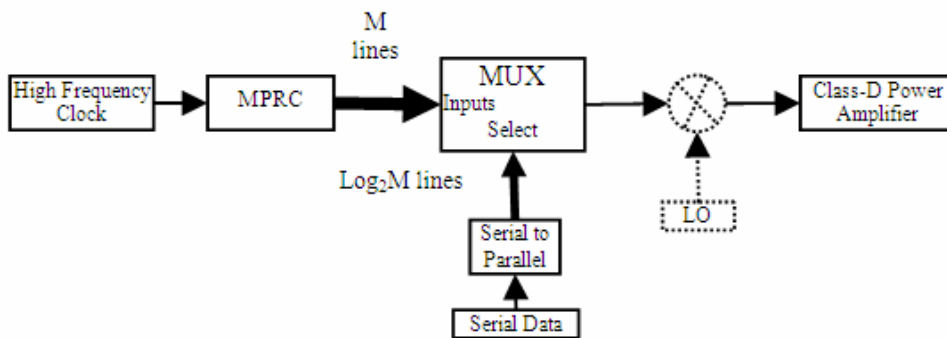 M
lines
High Frequency
Clock
MPRC
MUX
Inputs
Select
Class-D Power
Amplifier
Log₂M lines
LO
Serial to
Parallel
Serial Data